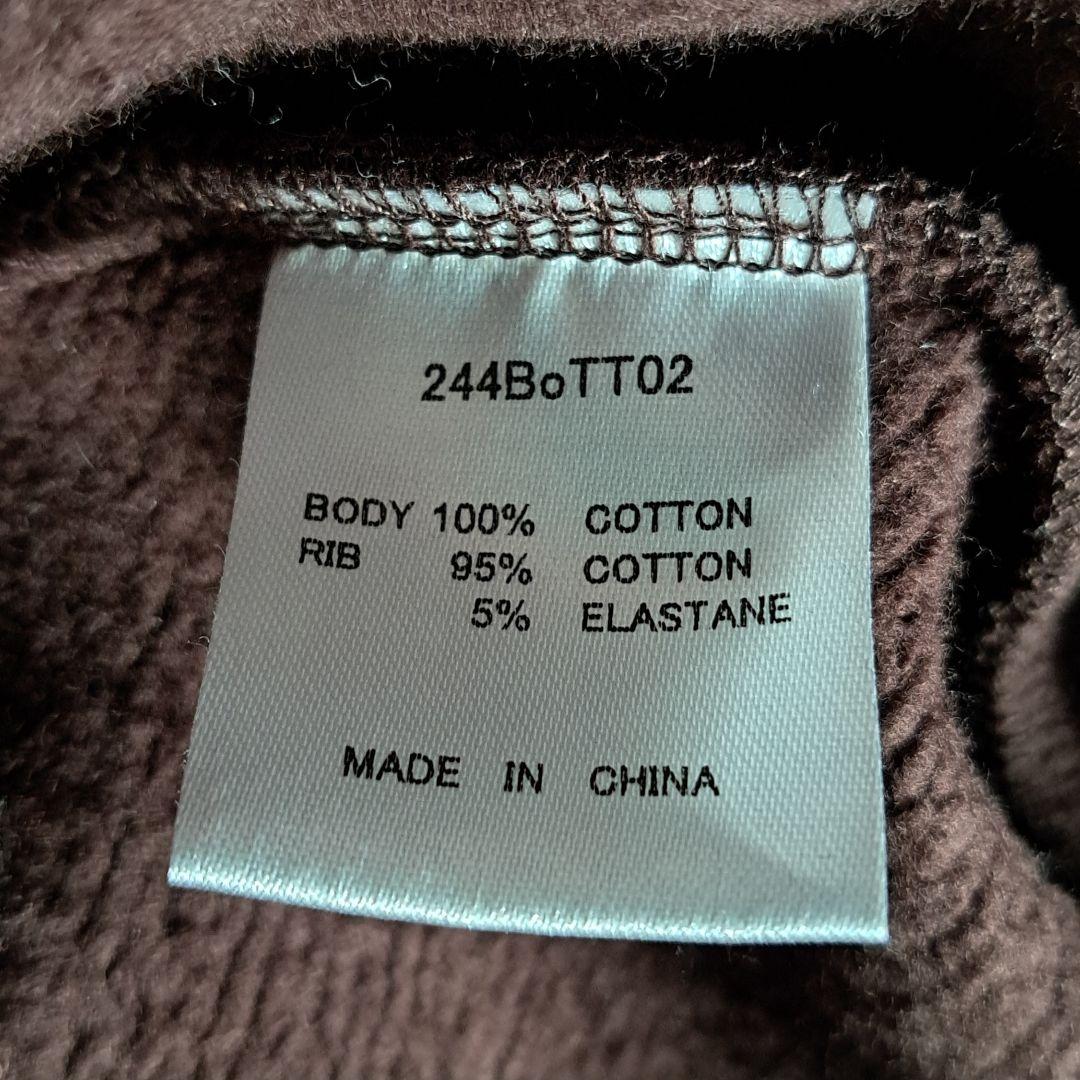 244BoTT02
BODY 100% COTTON
RIB 95% COTTON
5% ELASTANE
MADE IN CHINA